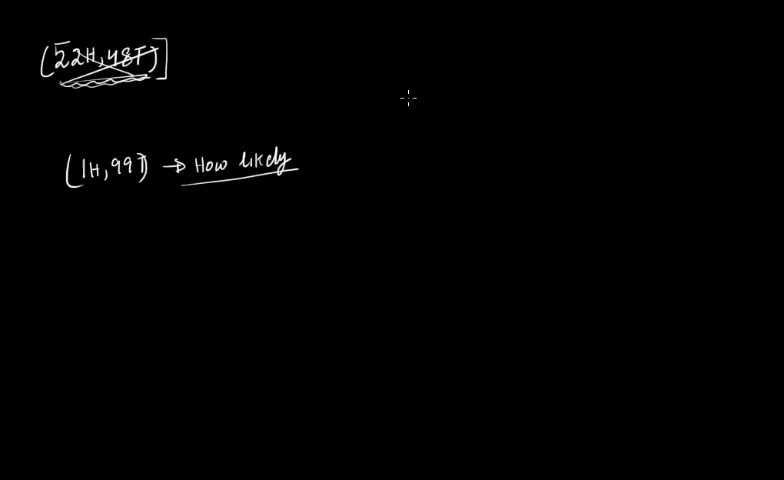 (52H, 48T)]
(1H, 99T) → How likely